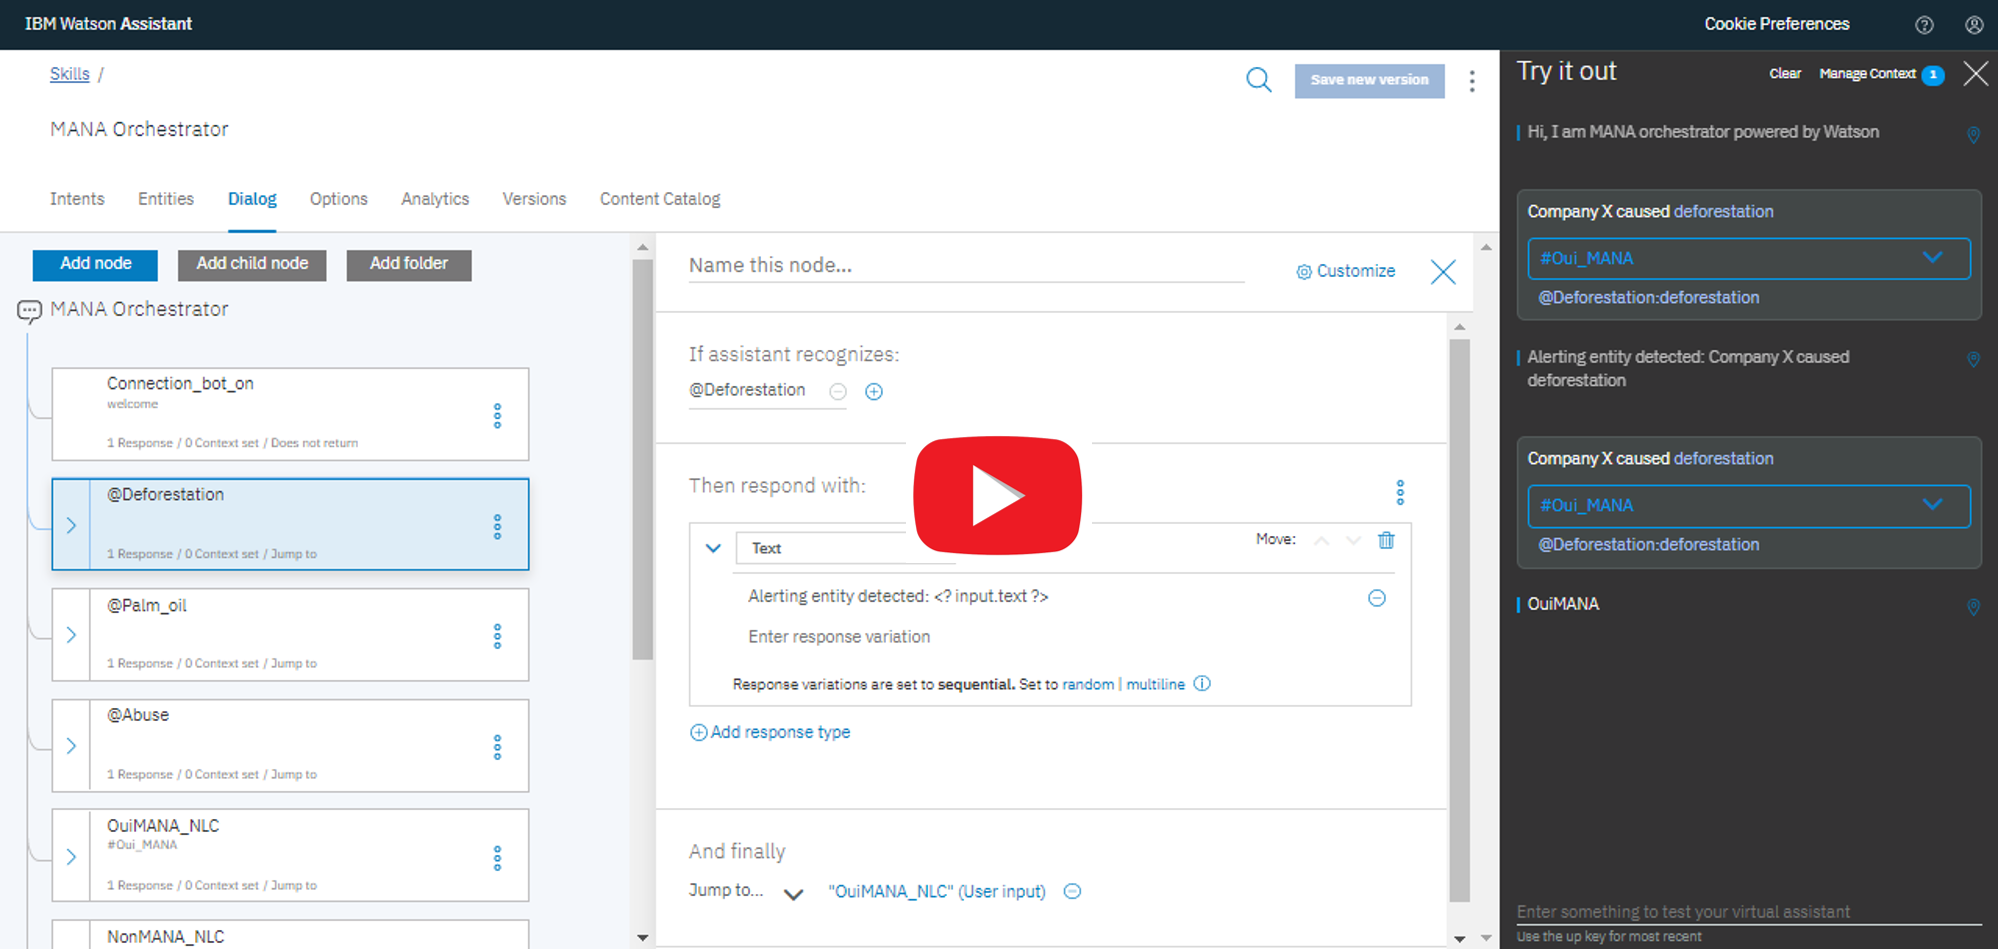 IBM Watson Assistant
Cookie Preferences
Skills /
Save new version
MANA Orchestrator
Intents Entities Dialog Options Analytics Versions Content Catalog
Add node Add child node Add folder
MANA Orchestrator
Connection_bot_on
welcome
1 Response / 0 Context set / Does not return
@Deforestation
1 Response / 0 Context set / Jump to
@Palm_oil
1 Response / 0 Context set / Jump to
@Abuse
1 Response / 0 Context set / Jump to
OuiMANA_NLC
#Oui_MANA
1 Response / 0 Context set / Jump to
NonMANA_NLC
Name this node...
Customize
If assistant recognizes:
@Deforestation
Then respond with:
Text
Move:
Alerting entity detected: <? input.text ?>
Enter response variation
Response variations are set to sequential. Set to random | multiline
Add response type
And finally
Jump to... "OuiMANA_NLC" (User input)
Try it out
Clear Manage Context 1
Hi, I am MANA orchestrator powered by Watson
Company X caused deforestation
#Oui_MANA
@Deforestation:deforestation
Alerting entity detected: Company X caused
deforestation
Company X caused deforestation
#Oui_MANA
@Deforestation:deforestation
OuiMANA
Enter something to test your virtual assistant
Use the up key for most recent